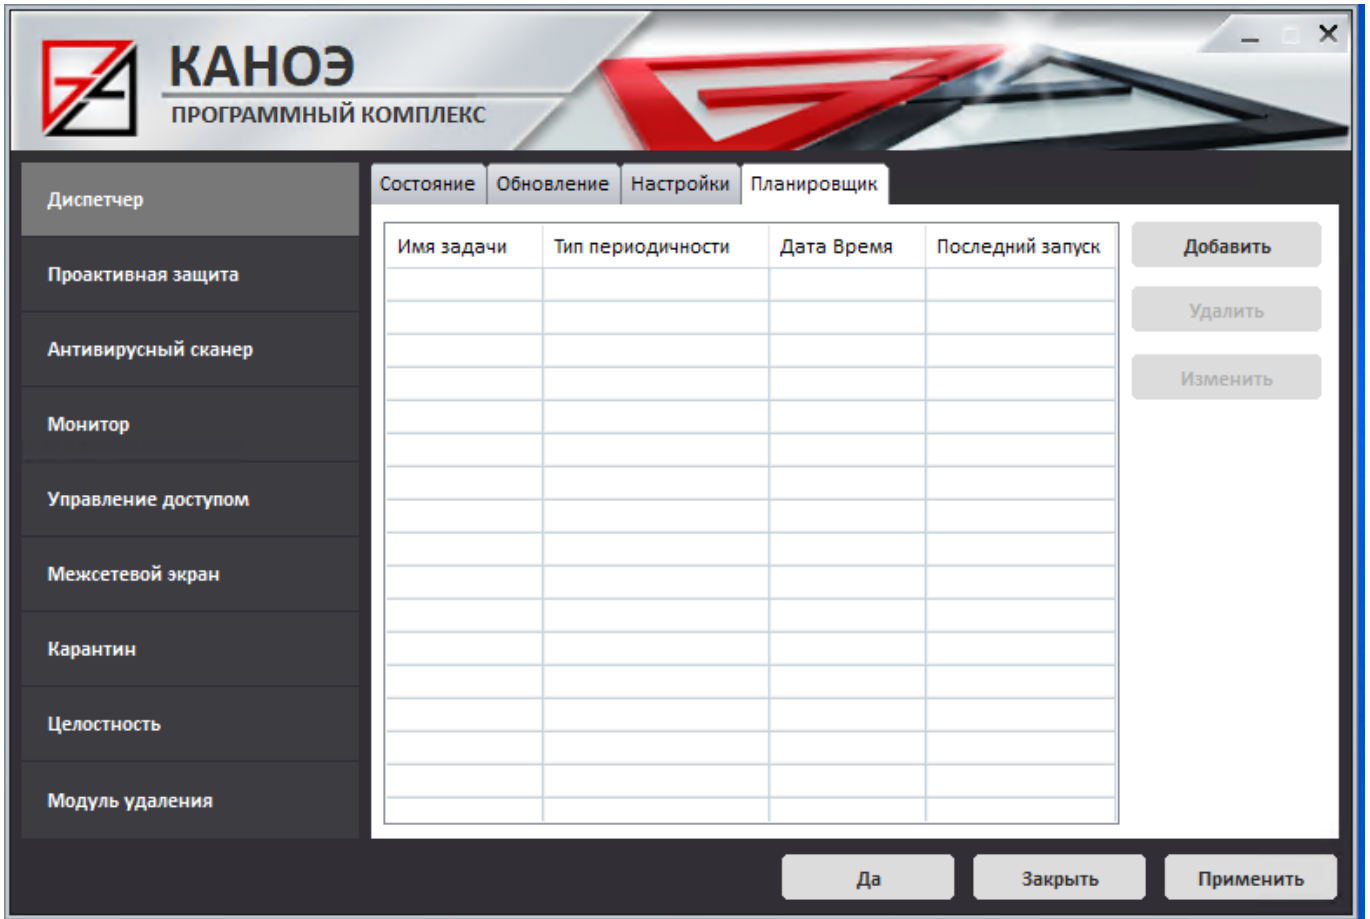 КАНОЭ
ПРОГРАММНЫЙ КОМПЛЕКС
Диспетчер
Проактивная защита
Антивирусный сканер
Монитор
Управление доступом
Межсетевой экран
Карантин
Целостность
Модуль удаления
Состояние Обновление Настройки Планировщик
Имя задачи Тип периодичности Дата Время Последний запуск
Добавить
Удалить
Изменить
Да Закрыть Применить